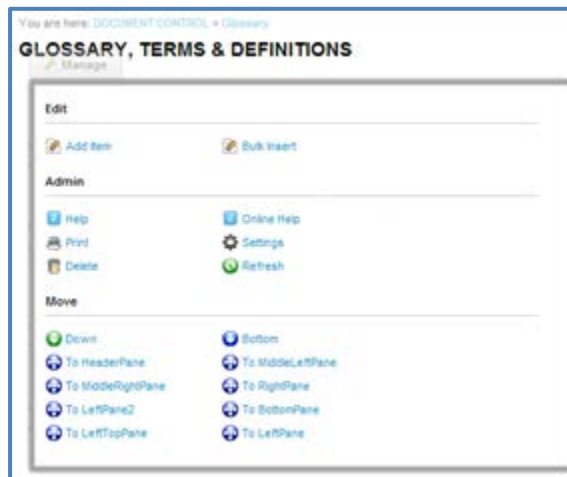 You are here: DOCUMENT CONTROL » Glossary
GLOSSARY, TERMS & DEFINITIONS
Manage
Edit
Add Item Bulk Insert
Admin
Help Online Help
Print Settings
Delete Refresh
Move
Down Bottom
To HeaderPane To MiddleLeftPane
To MiddleRightPane To RightPane
To LeftPane2 To BottomPane
To LeftTopPane To LeftPane